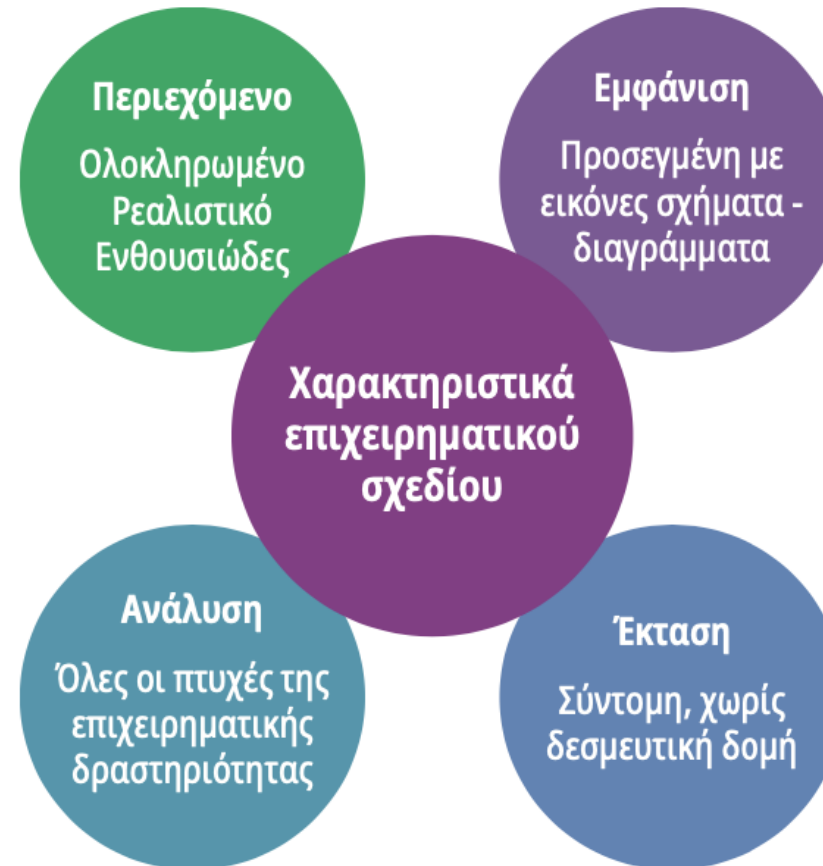 Περιεχόμενο
Ολοκληρωμένο
Ρεαλιστικό
Ενθουσιώδες
Εμφάνιση
Προσεγμένη με
εικόνες σχήματα -
διαγράμματα
Χαρακτηριστικά
επιχειρηματικού
σχεδίου
Ανάλυση
Όλες οι πτυχές της
επιχειρηματικής
δραστηριότητας
Έκταση
Σύντομη, χωρίς
δεσμευτική δομή